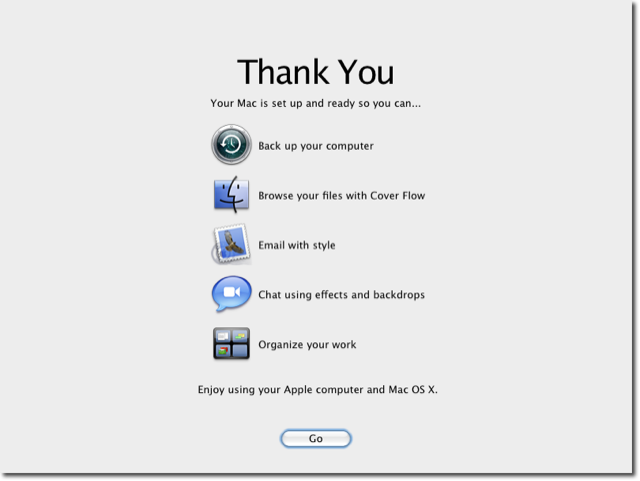 Thank You
Your Mac is set up and ready so you can...
Back up your computer
Browse your files with Cover Flow
Email with style
Chat using effects and backdrops
Organize your work
Enjoy using your Apple computer and Mac OS X.
Go